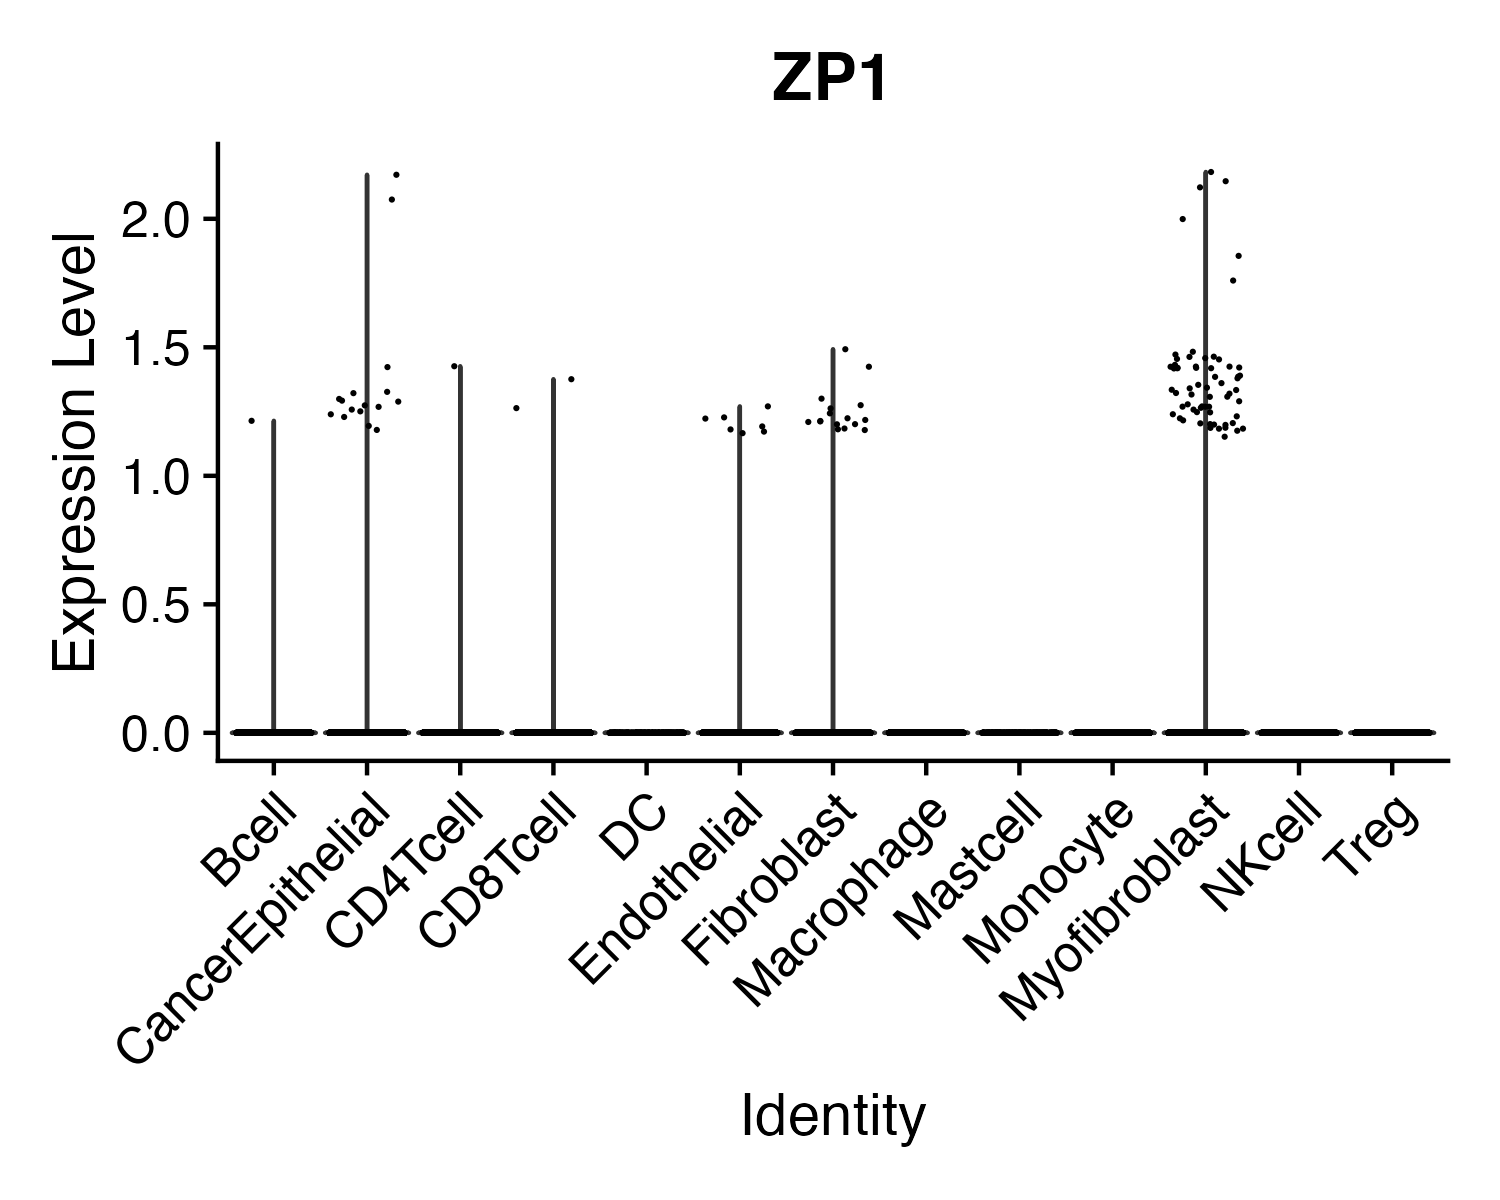 ZP1
Expression Level
2.0
1.5
1.0
0.5
0.0
Bcell
CancerEpithelial
CD4Tcell
CD8Tcell
DC
Endothelial
Fibroblast
Macrophage
Mastcell
Monocyte
Myofibroblast
NKcell
Treg
Identity